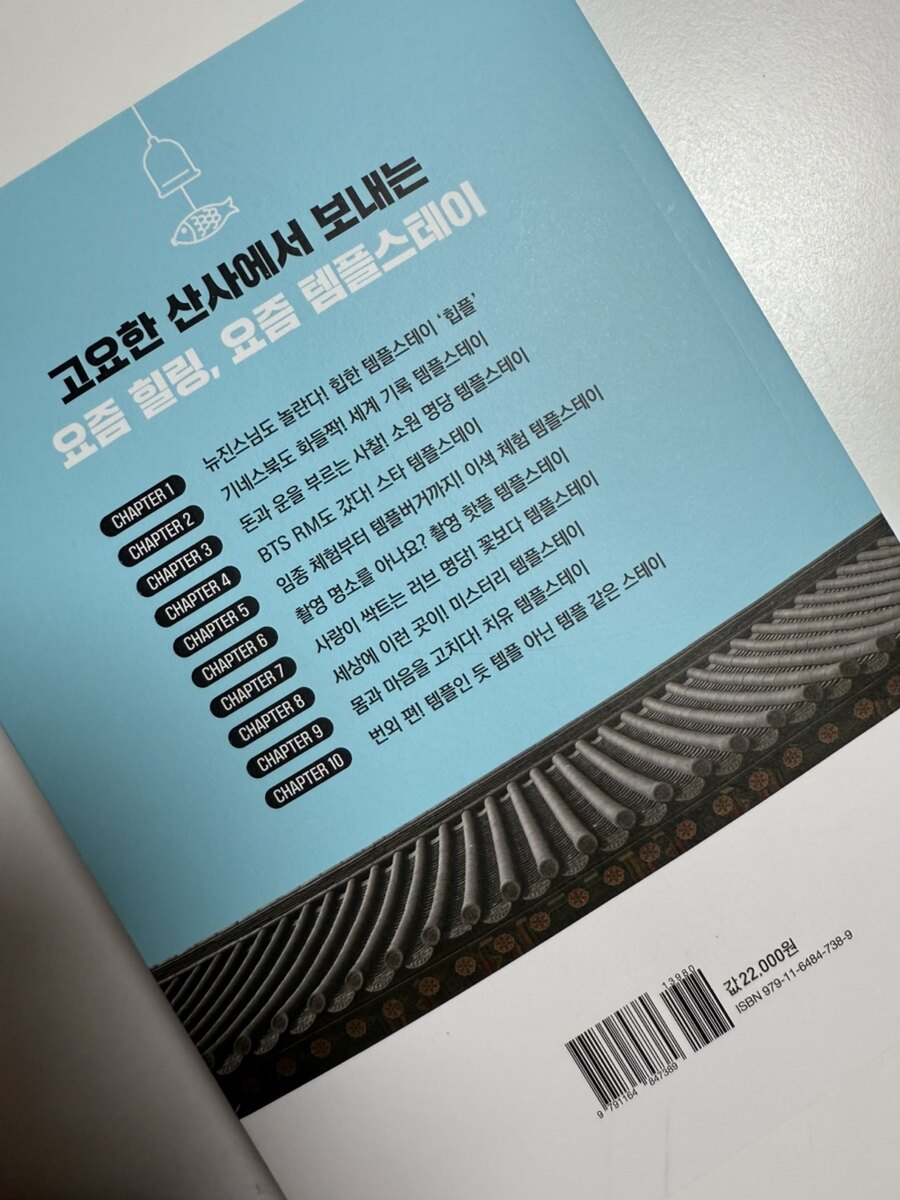 고요한 산사에서 보내는
요즘 힐링, 요즘 템플스테이
CHAPTER 1 뉴진스님도 놀란다! 힙한 템플스테이 '힙플'
CHAPTER 2 기네스북도 화들짝! 세계 기록 템플스테이
CHAPTER 3 돈과 운을 부르는 사찰! 소원 명당 템플스테이
CHAPTER 4 BTS RM도 갔다! 스타 템플스테이
CHAPTER 5 임종 체험부터 템플버거까지! 이색 체험 템플스테이
CHAPTER 6 촬영 명소를 아나요? 촬영 핫플 템플스테이
CHAPTER 7 사랑이 싹트는 러브 명당! 꽃보다 템플스테이
CHAPTER 8 세상에 이런 곳이! 미스터리 템플스테이
CHAPTER 9 몸과 마음을 고치다! 치유 템플스테이
CHAPTER 10 번외 편! 템플인 듯 템플 아닌 템플 같은 스테이
13980
9 791164 847389
값 22,000원
ISBN 979-11-6484-738-9